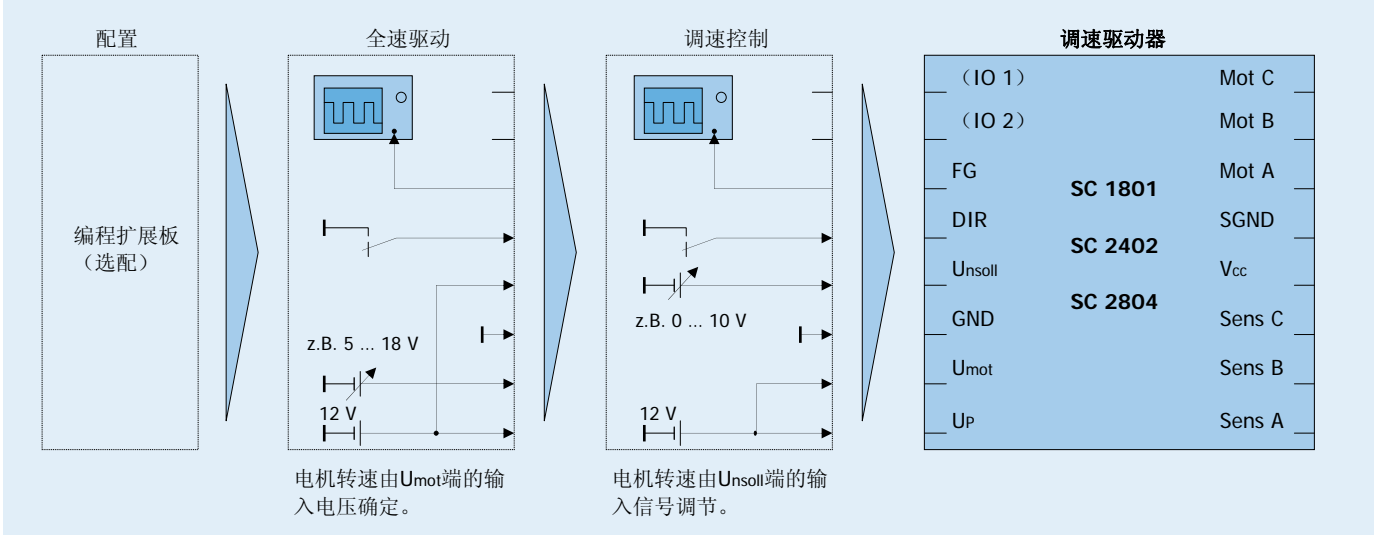 配置
编程扩展板
（选配）
全速驱动
z.B. 5 ... 18 V
12 V
电机转速由Umot端的输
入电压确定。
调速控制
z.B. 0 ... 10 V
12 V
电机转速由Unsoll端的输
入信号调节。
调速驱动器
（IO 1） Mot C
（IO 2） Mot B
FG Mot A
SC 1801
DIR SGND
SC 2402
Unsoll Vcc
SC 2804
GND Sens C
Umot Sens B
UP Sens A